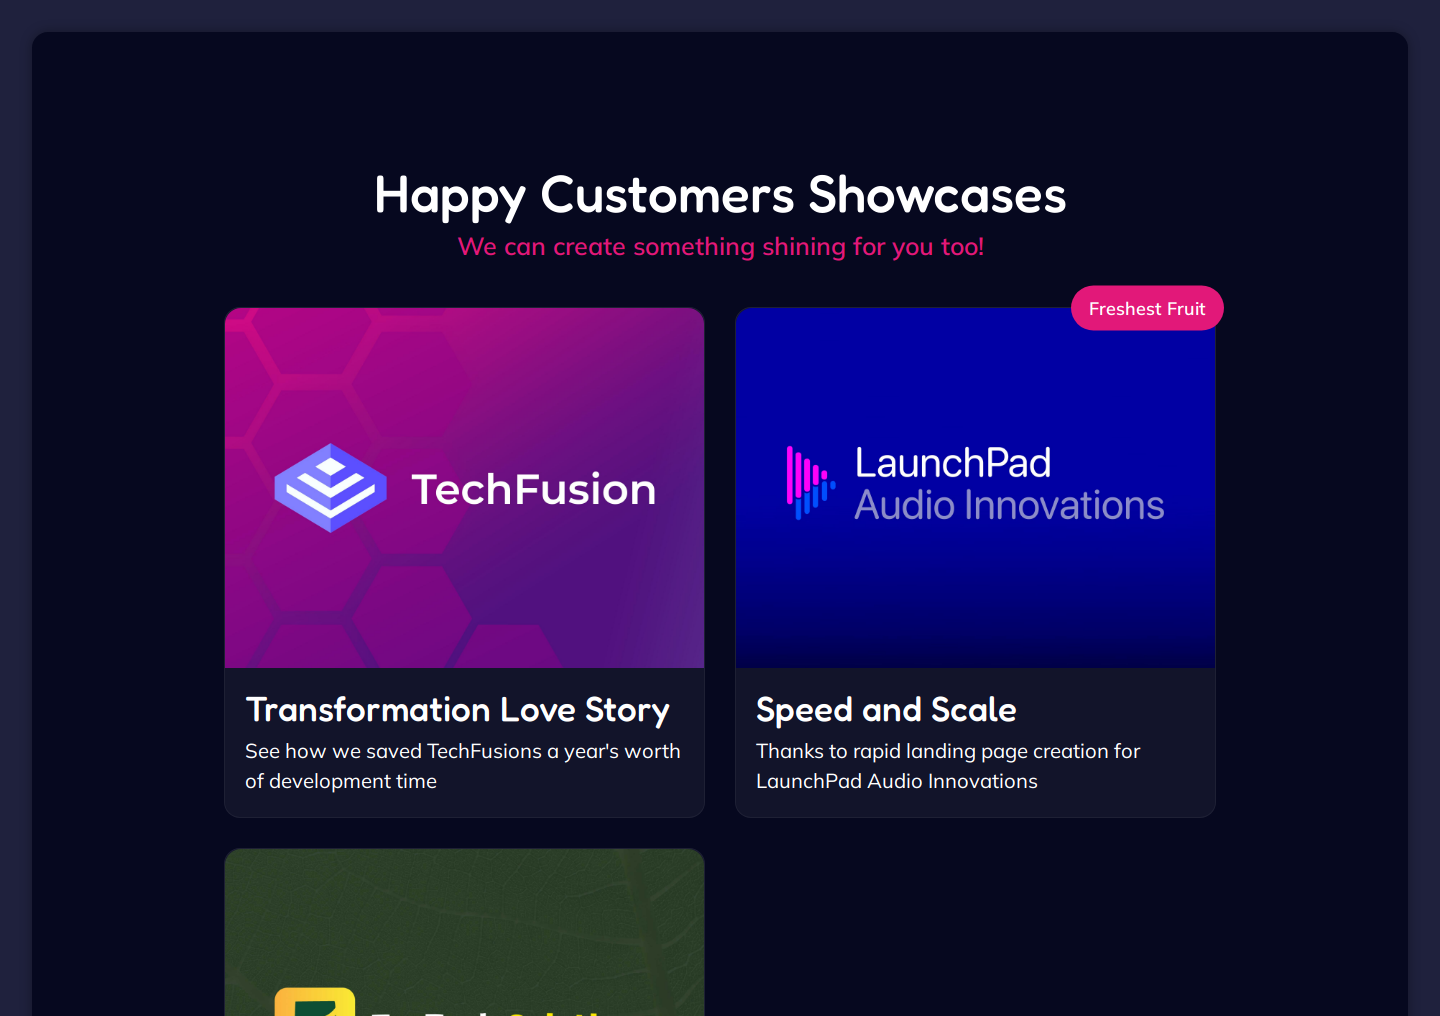 Happy Customers Showcases
We can create something shining for you too!
Freshest Fruit
TechFusion
LaunchPad
Audio Innovations
Transformation Love Story
See how we saved TechFusions a year's worth
of development time
Speed and Scale
Thanks to rapid landing page creation for
LaunchPad Audio Innovations